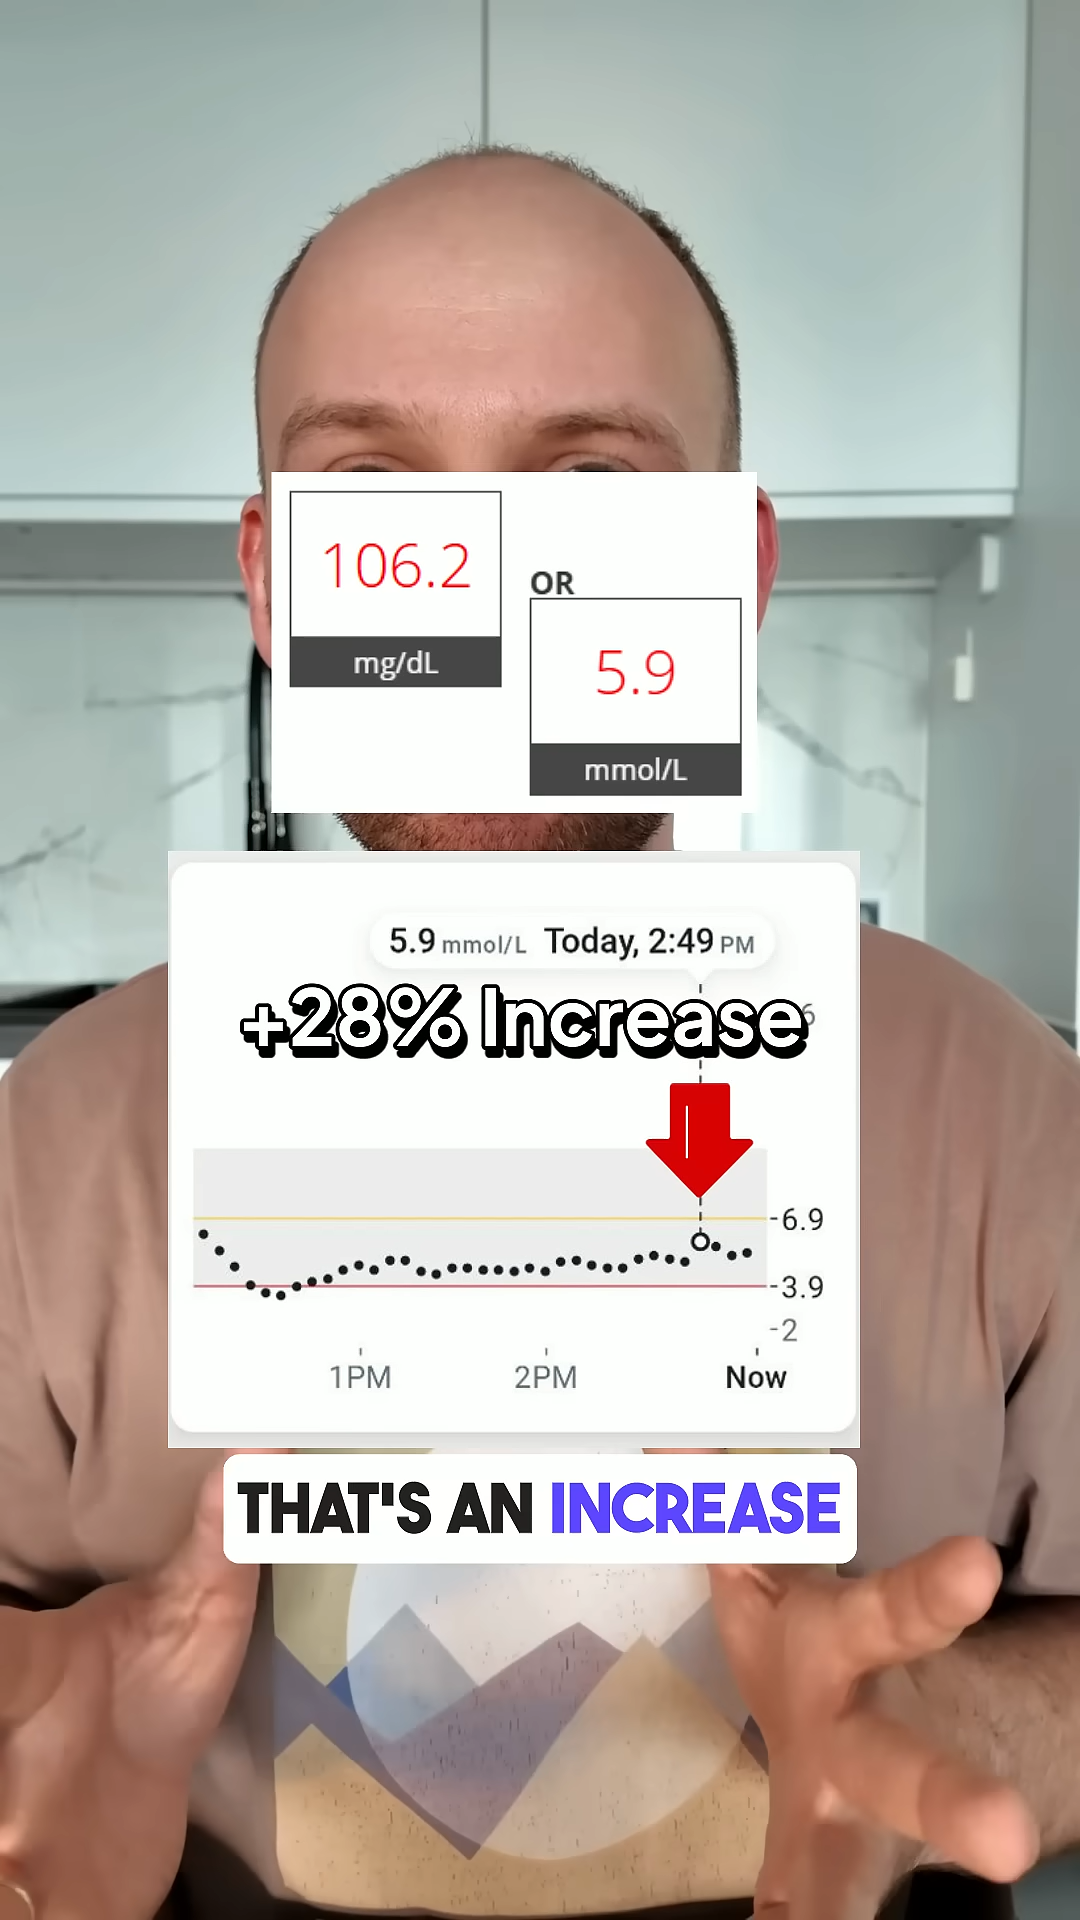 106.2
mg/dL
OR
5.9
mmol/L
5.9 mmol/L Today, 2:49 PM
+28% Increase
-6.9
-3.9
-2
1PM 2PM Now
THAT'S AN INCREASE